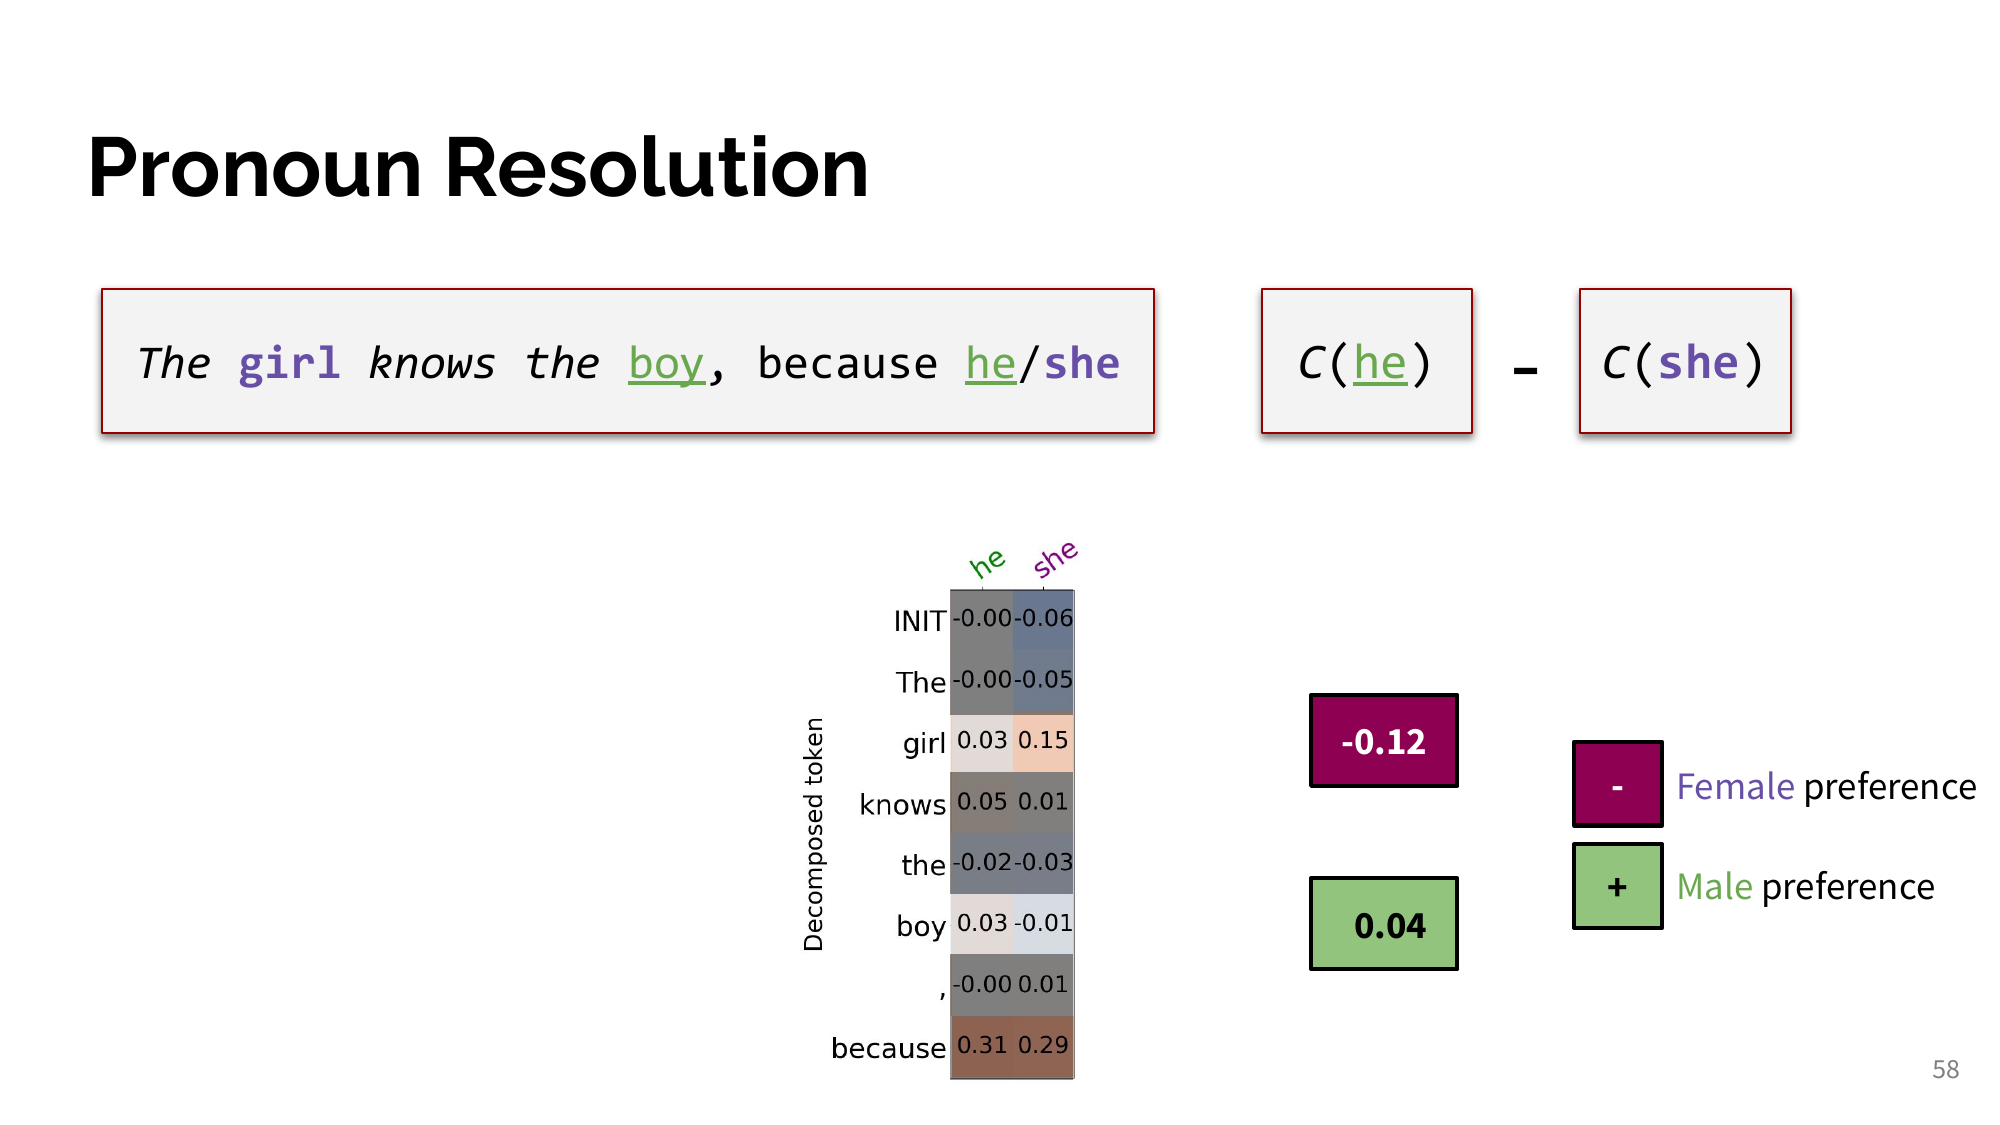 Pronoun Resolution
The girl knows the boy, because he/she
C(he) – C(she)
he she
INIT -0.00 -0.06
The -0.00 -0.05
girl 0.03 0.15
knows 0.05 0.01
the -0.02 -0.03
boy 0.03 -0.01
, -0.00 0.01
because 0.31 0.29
Decomposed token
-0.12
0.04
- Female preference
+ Male preference
58